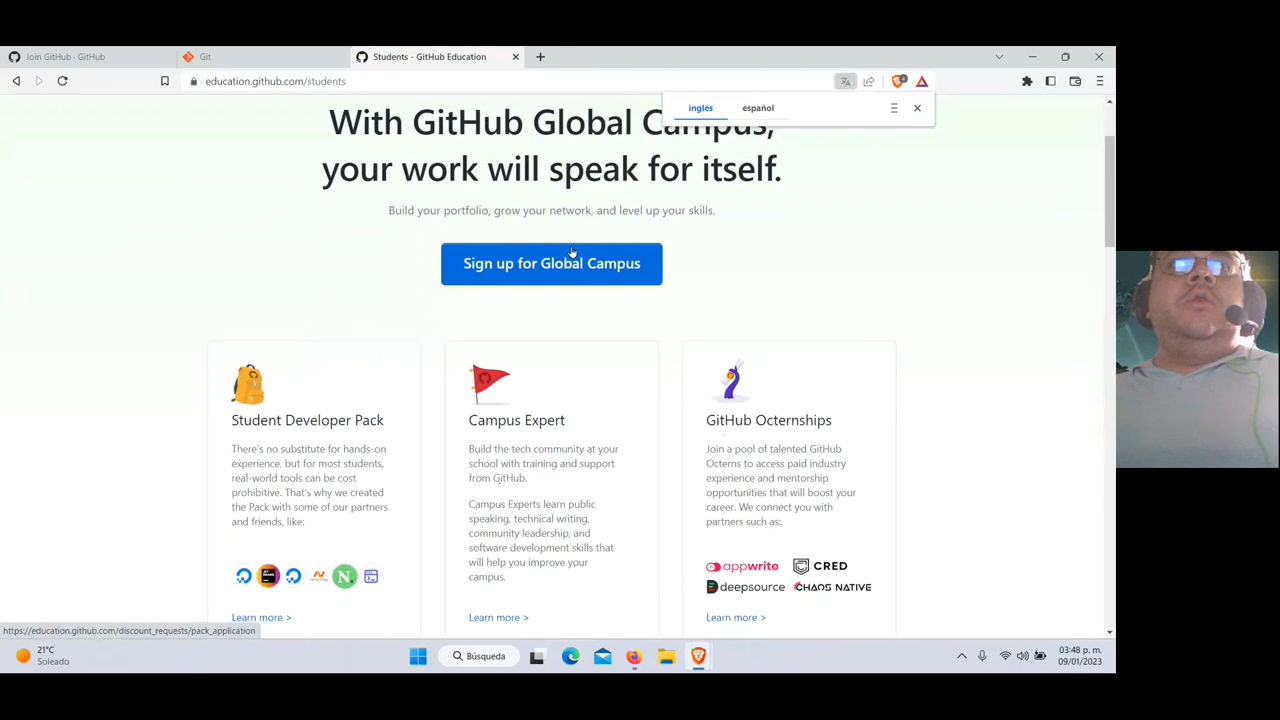 Join GitHub · GitHub
Git
Students - GitHub Education
education.github.com/students
inglés
español
With GitHub Global Campus,
your work will speak for itself.
Build your portfolio, grow your network, and level up your skills.
Sign up for Global Campus
Student Developer Pack
There's no substitute for hands-on
experience, but for most students,
real-world tools can be cost
prohibitive. That's why we created
the Pack with some of our partners
and friends, like:
Learn more >
Campus Expert
Build the tech community at your
school with training and support
from GitHub.
Campus Experts learn public
speaking, technical writing,
community leadership, and
software development skills that
will help you improve your
campus.
Learn more >
GitHub Octernships
Join a pool of talented GitHub
Octerns to access paid industry
experience and mentorship
opportunities that will boost your
career. We connect you with
partners such as:
appwrite
CRED
deepsource
CHAOS NATIVE
Learn more >
https://education.github.com/discount_requests/pack_application
21°C
Soleado
Búsqueda
03:48 p. m.
09/01/2023